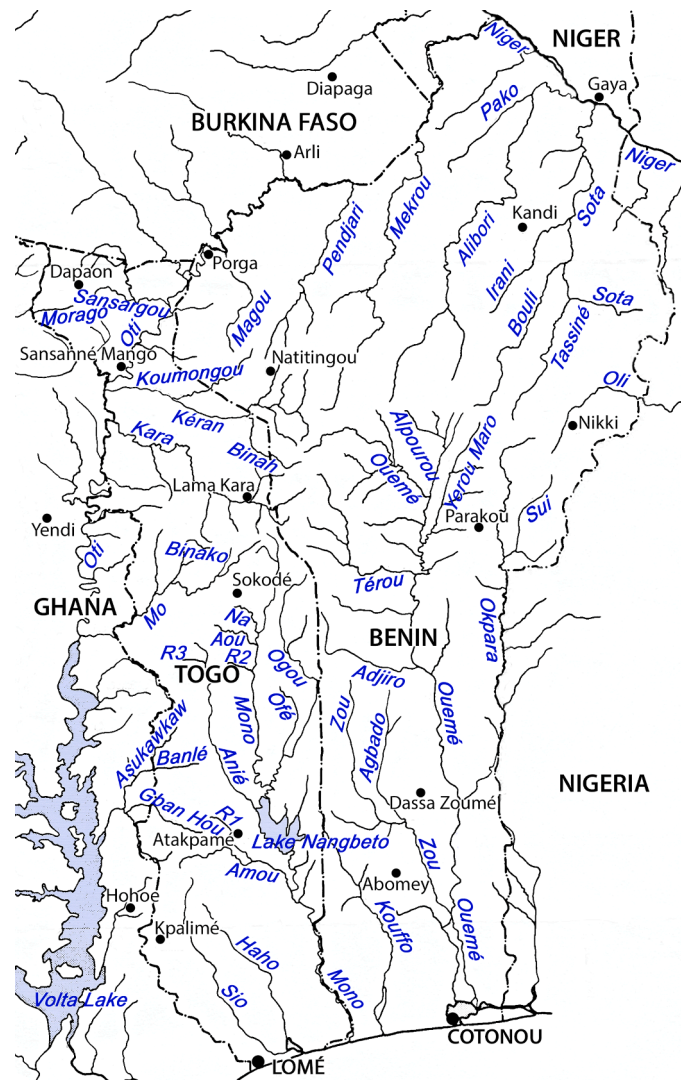 Niger
NIGER
Diapaga
Gaya
Pako
BURKINA FASO
Arli
Niger
Mekrou
Sota
Pendjari
Kandi
Alibori
Porga
Irani
Dapaon
Bouli
Sota
Sansargou
Morago
Magou
Oti
Tassiné
Sansanné Mango
Natitingou
Koumongou
Oli
Kéran
Alpourou
Yerou Maro
Nikki
Kara
Binah
Ouemé
Lama Kara
Sui
Parakou
Yendi
Oti
Binako
Térou
Sokodé
GHANA
Mo
Na
Okpara
Aou
BENIN
R3
R2
Ogou
TOGO
Adjiro
Ouemé
Ofé
Mono
Zou
Agbado
Asukawkaw
Banlé
Anié
NIGERIA
Dassa Zoumé
Gban Hou
R1
Atakpamé
Lake Nangbeto
Zou
Amou
Abomey
Hohoe
Kouffo
Ouemé
Kpalimé
Haho
Sio
Mono
Volta Lake
COTONOU
LOMÉ